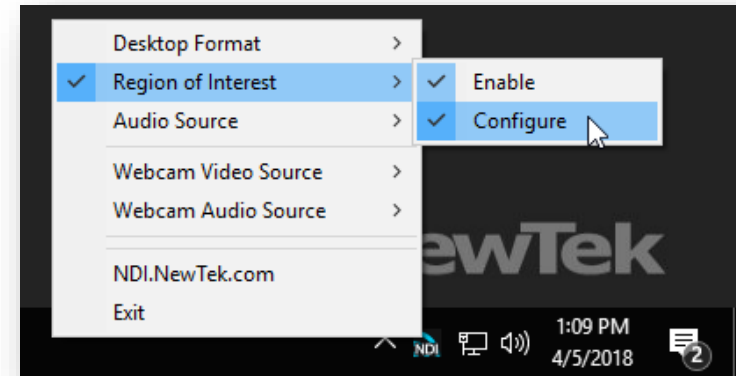 Desktop Format
Region of Interest
Enable
Audio Source
Configure
Webcam Video Source
Webcam Audio Source
NDI.NewTek.com
Exit
ewTek
NDI
1:09 PM
4/5/2018
2